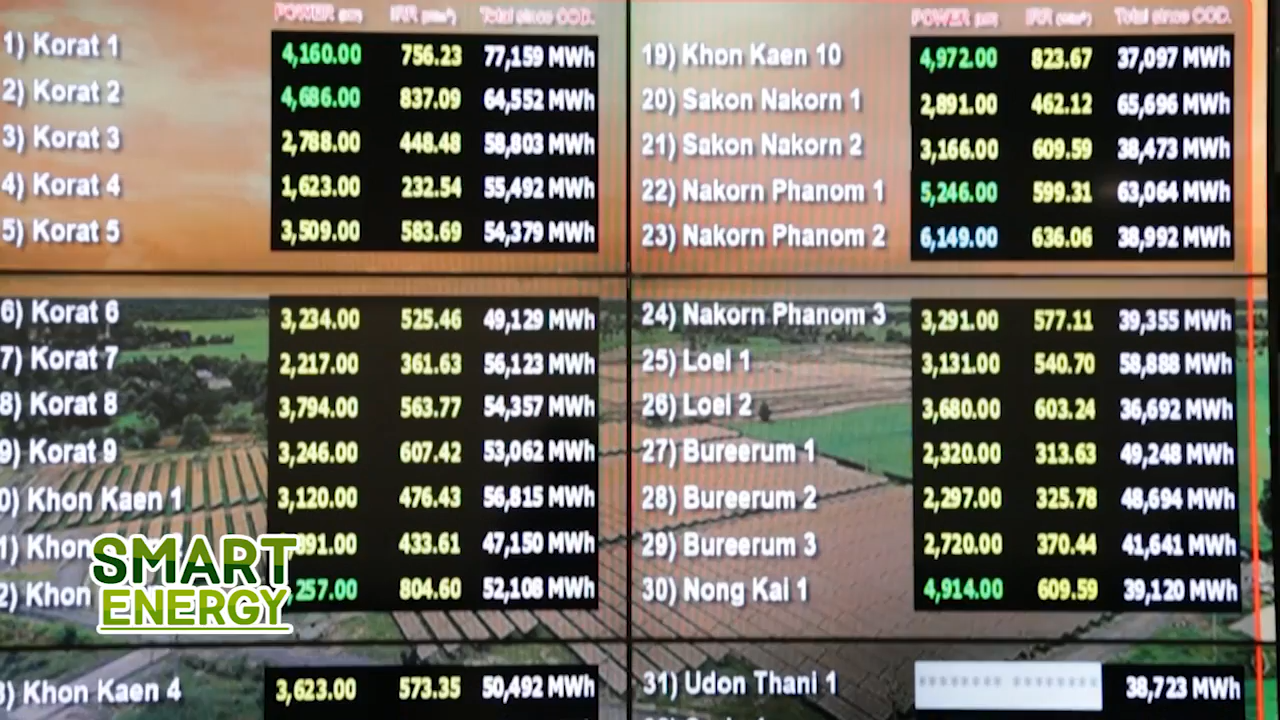 POWER (kW) IRR (W/m²) Total since COD.
1) Korat 1 4,160.00 756.23 77,159 MWh
2) Korat 2 4,686.00 837.09 64,552 MWh
3) Korat 3 2,788.00 448.48 58,803 MWh
4) Korat 4 1,623.00 232.54 55,492 MWh
5) Korat 5 3,509.00 583.69 54,379 MWh
6) Korat 6 3,234.00 525.46 49,129 MWh
7) Korat 7 2,217.00 361.63 56,123 MWh
8) Korat 8 3,794.00 563.77 54,357 MWh
9) Korat 9 3,246.00 607.42 53,062 MWh
0) Khon Kaen 1 3,120.00 476.43 56,815 MWh
1) Khon 891.00 433.61 47,150 MWh
2) Khon 257.00 804.60 52,108 MWh
3) Khon Kaen 4 3,623.00 573.35 50,492 MWh
POWER (kW) IRR (W/m²) Total since COD.
19) Khon Kaen 10 4,972.00 823.67 37,097 MWh
20) Sakon Nakorn 1 2,891.00 462.12 65,696 MWh
21) Sakon Nakorn 2 3,166.00 609.59 38,473 MWh
22) Nakorn Phanom 1 5,246.00 599.31 63,064 MWh
23) Nakorn Phanom 2 6,149.00 636.06 38,992 MWh
24) Nakorn Phanom 3 3,291.00 577.11 39,355 MWh
25) Loel 1 3,131.00 540.70 58,888 MWh
26) Loel 2 3,680.00 603.24 36,692 MWh
27) Bureerum 1 2,320.00 313.63 49,248 MWh
28) Bureerum 2 2,297.00 325.78 48,694 MWh
29) Bureerum 3 2,720.00 370.44 41,641 MWh
30) Nong Kai 1 4,914.00 609.59 39,120 MWh
31) Udon Thani 1 38,723 MWh
SMART
ENERGY